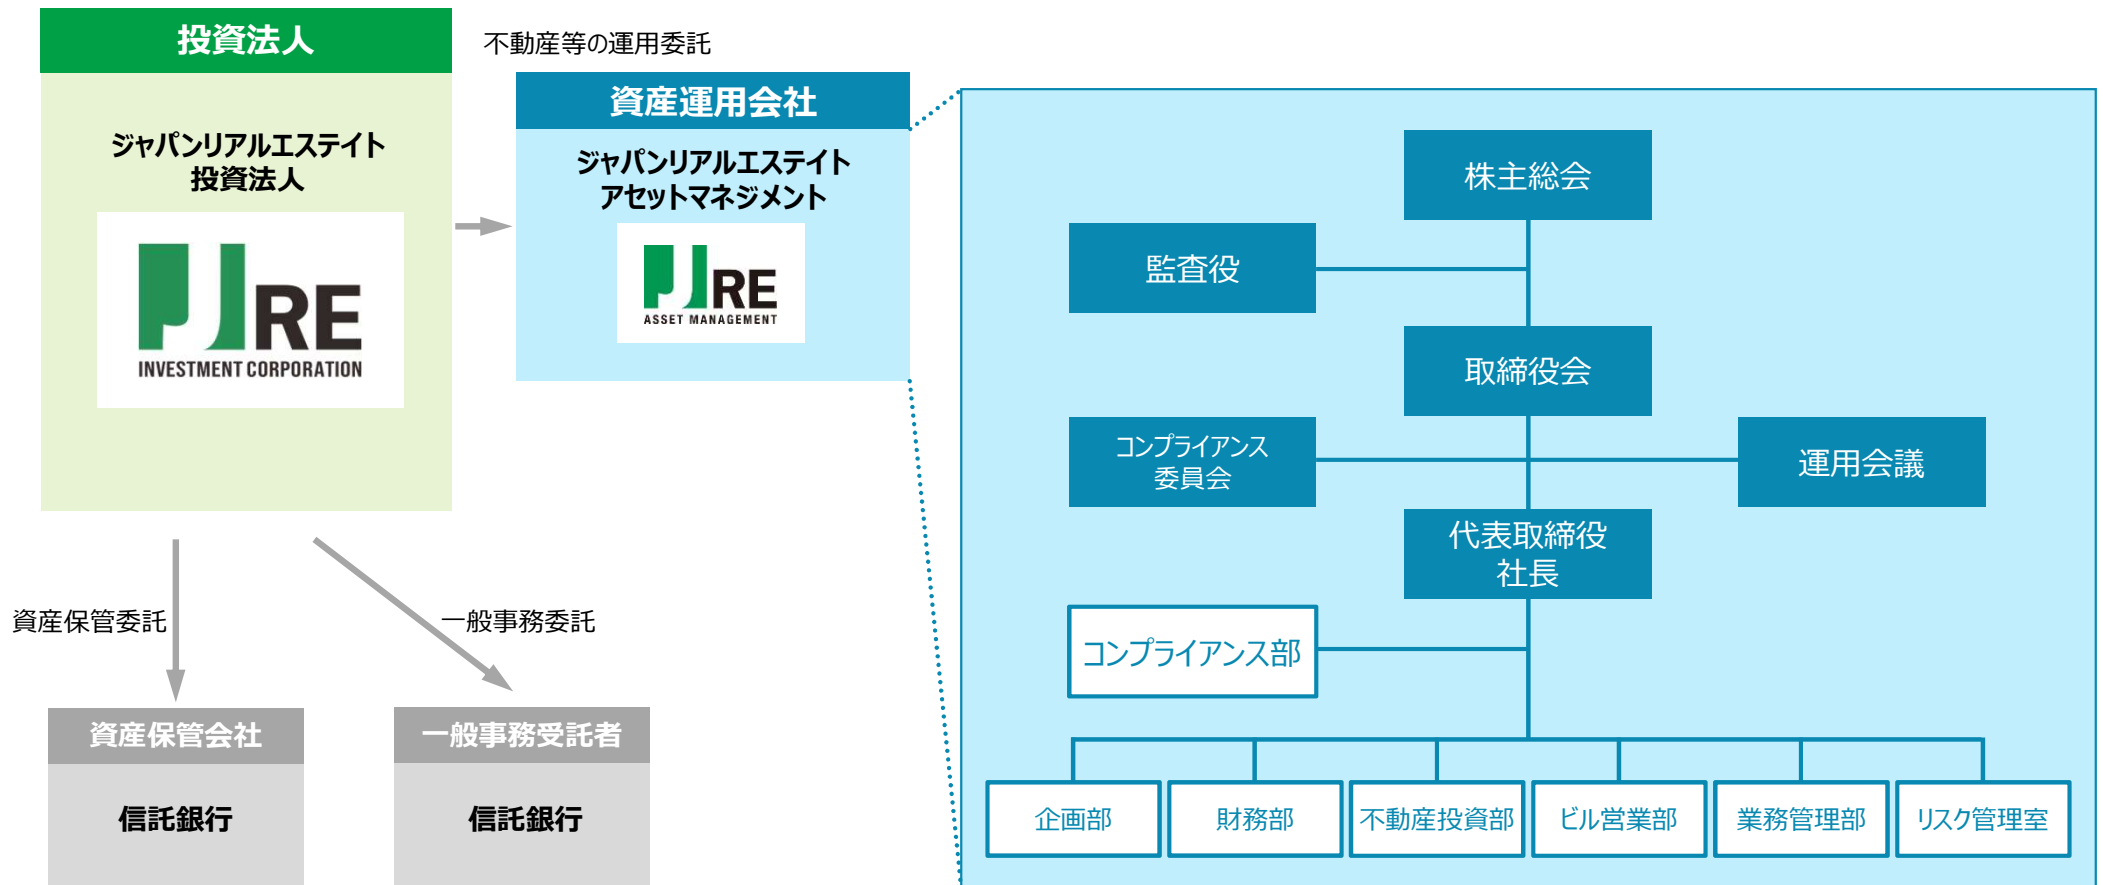 投資法人
ジャパンリアルエステイト
投資法人
JRE
INVESTMENT CORPORATION
不動産等の運用委託
資産運用会社
ジャパンリアルエステイト
アセットマネジメント
JRE
ASSET MANAGEMENT
資産保管委託
一般事務委託
資産保管会社
信託銀行
一般事務受託者
信託銀行
株主総会
監査役
取締役会
コンプライアンス
委員会
運用会議
代表取締役
社長
コンプライアンス部
企画部
財務部
不動産投資部
ビル営業部
業務管理部
リスク管理室